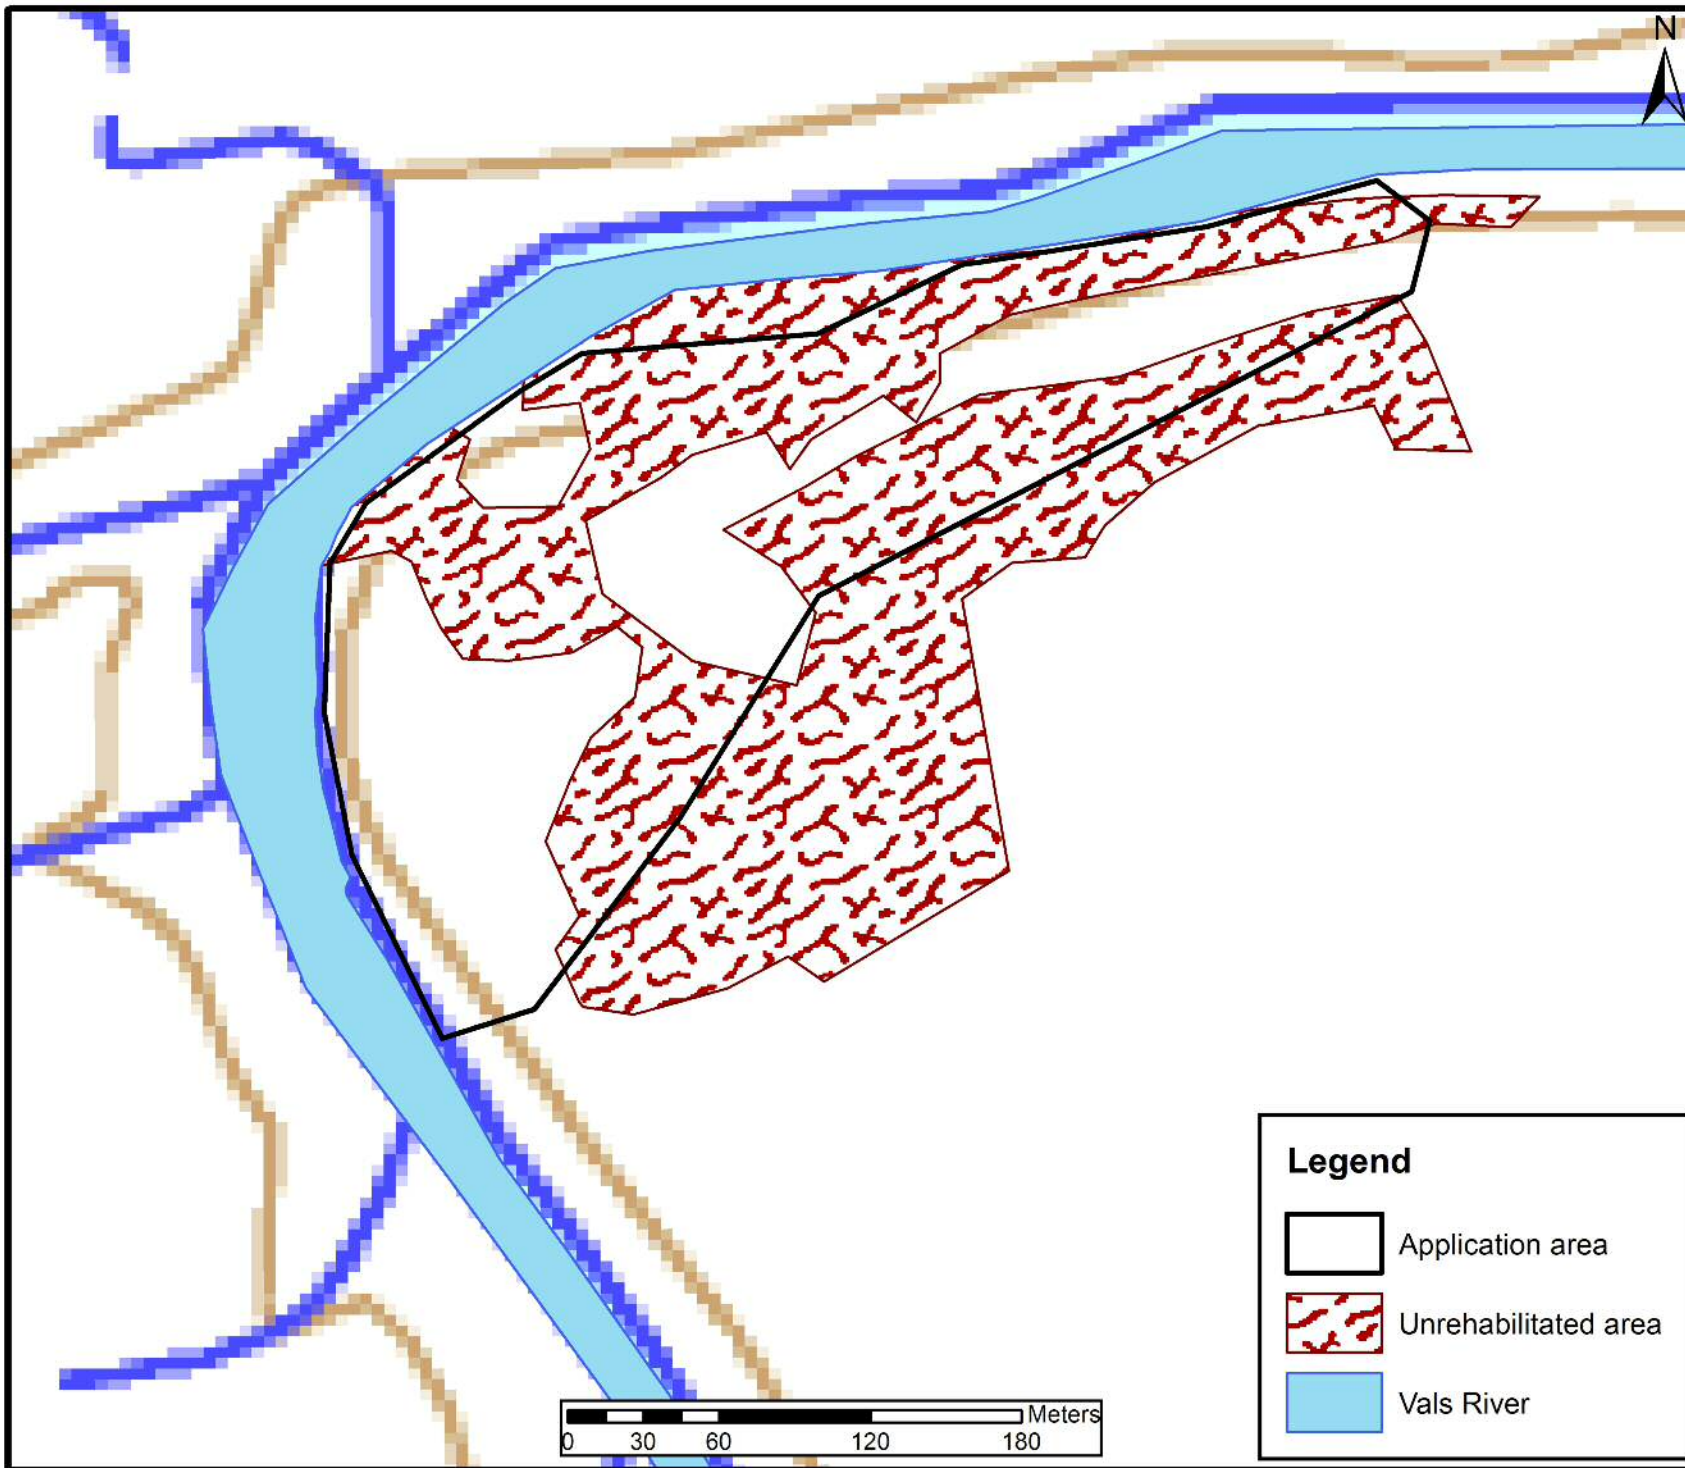 N
Legend
Application area
Unrehabilitated area
Vals River
Meters
0 30 60 120 180